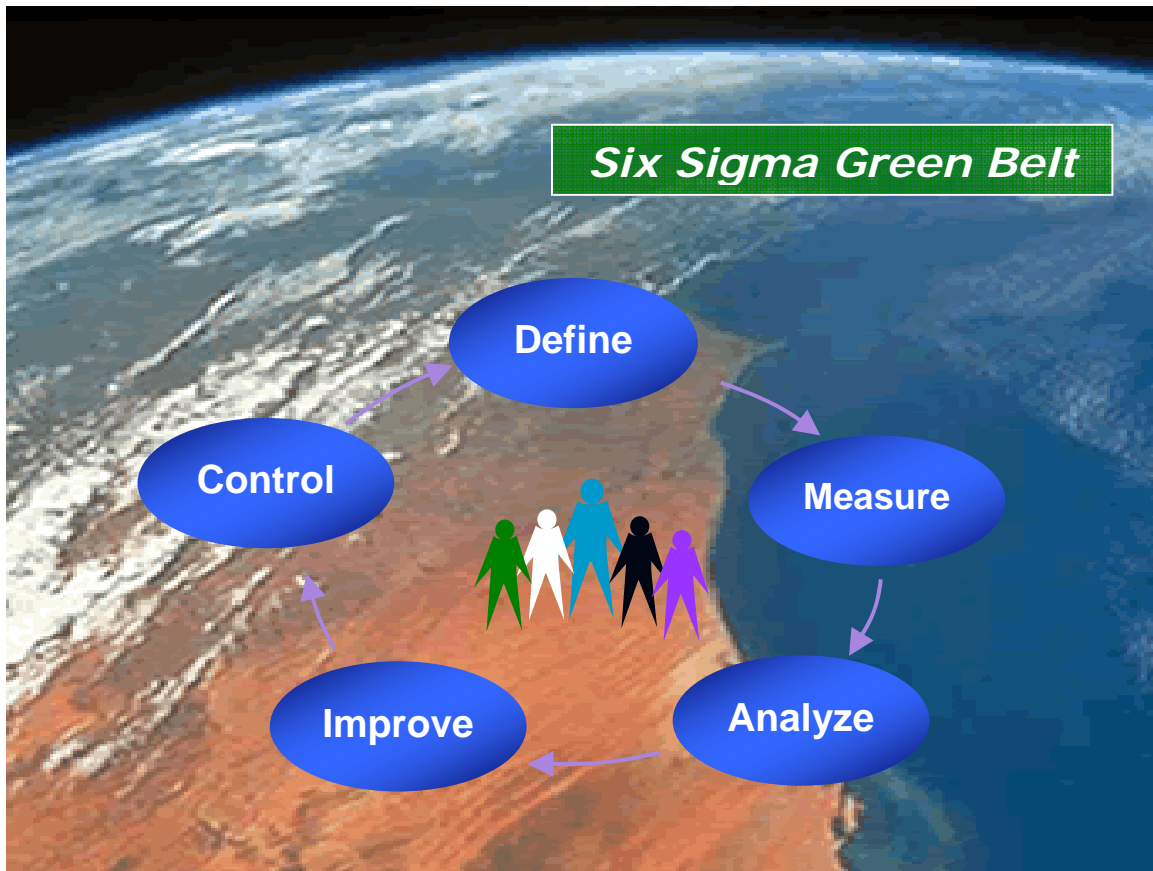 Six Sigma Green Belt
Define
Measure
Analyze
Improve
Control